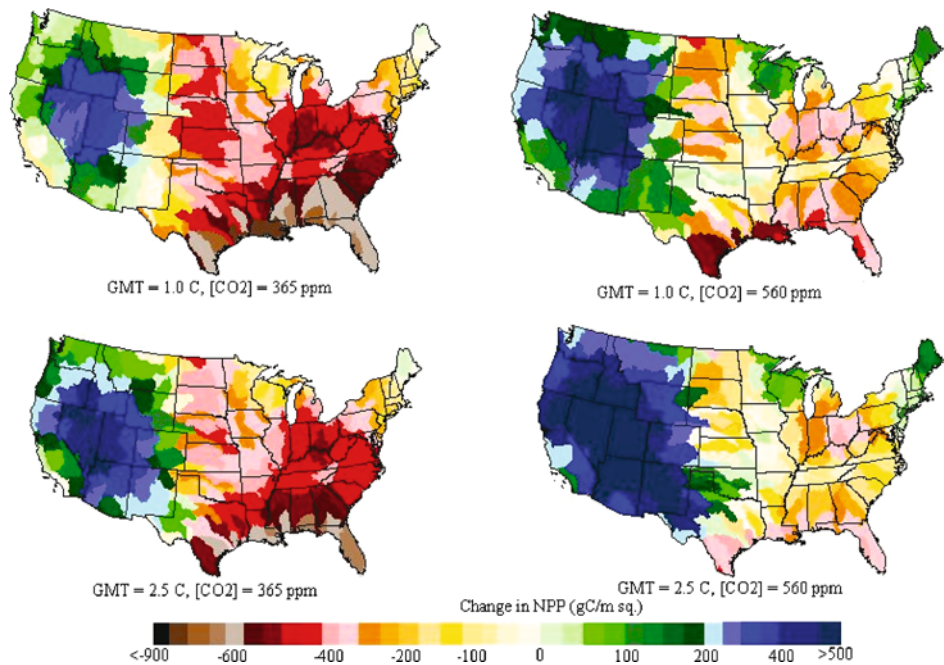 GMT = 1.0 C, [CO2] = 365 ppm
GMT = 1.0 C, [CO2] = 560 ppm
GMT = 2.5 C, [CO2] = 365 ppm
GMT = 2.5 C, [CO2] = 560 ppm
Change in NPP (gC/m sq.)
<-900 -600 -400 -200 -100 0 100 200 400 >500